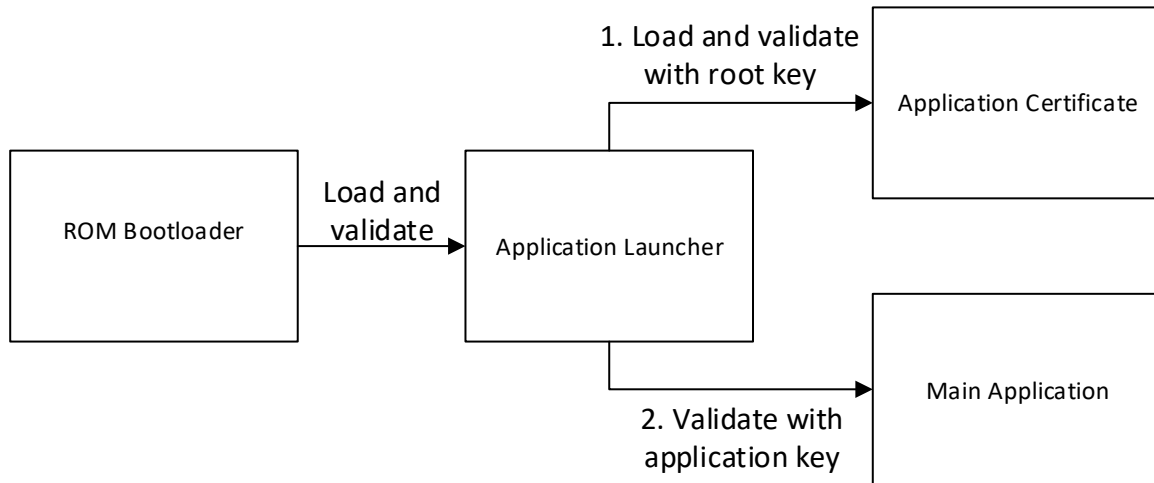 1. Load and validate
with root key
Application Certificate
ROM Bootloader
Load and
validate
Application Launcher
Main Application
2. Validate with
application key